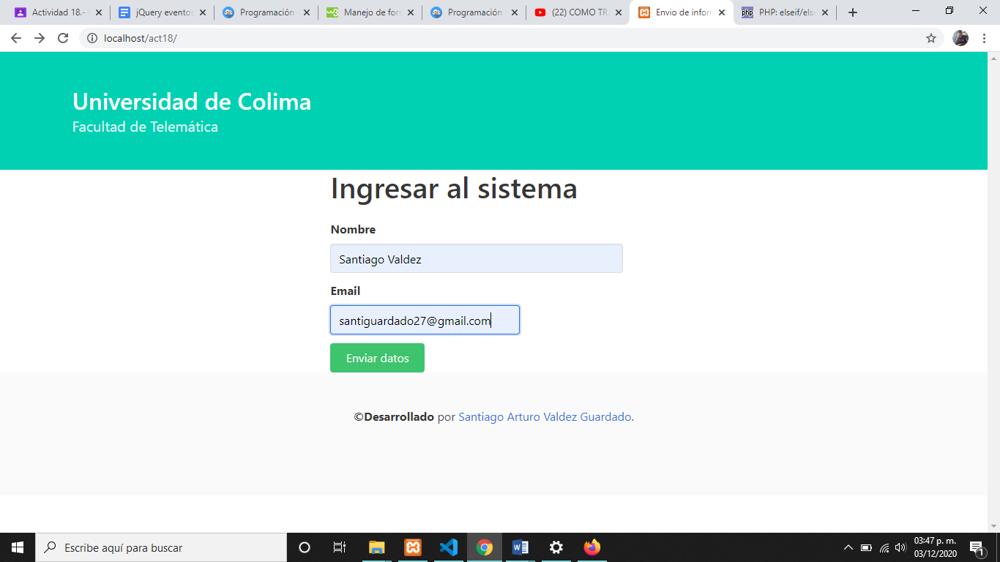 Actividad 18.-
jQuery evento
Programación
Manejo de for
Programación
(22) COMO TR
Envio de infor
PHP: elseif/els
localhost/act18/
Universidad de Colima
Facultad de Telemática
Ingresar al sistema
Nombre
Santiago Valdez
Email
santiguardado27@gmail.com
Enviar datos
©Desarrollado por Santiago Arturo Valdez Guardado.
Escribe aquí para buscar
03:47 p. m.
03/12/2020
1